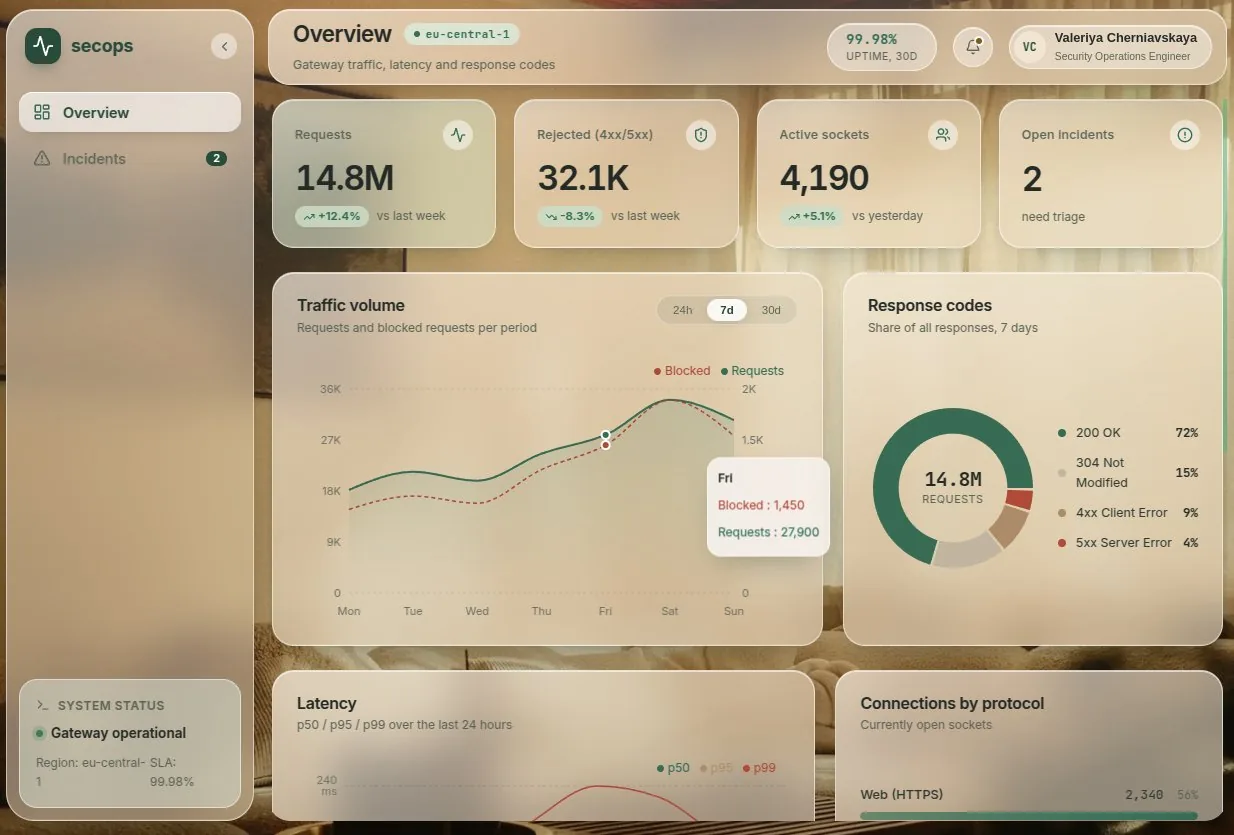 secops
Overview
Incidents 2
SYSTEM STATUS
Gateway operational
Region: eu-central-1 SLA: 99.98%
Overview eu-central-1
Gateway traffic, latency and response codes
99.98%
UPTIME, 30D
VC Valeriya Cherniavskaya
Security Operations Engineer
Requests
14.8M
+12.4% vs last week
Rejected (4xx/5xx)
32.1K
-8.3% vs last week
Active sockets
4,190
+5.1% vs yesterday
Open incidents
2
need triage
Traffic volume
Requests and blocked requests per period
24h 7d 30d
Blocked Requests
36K 2K
27K 1.5K
18K
9K
0 0
Mon Tue Wed Thu Fri Sat Sun
Fri
Blocked : 1,450
Requests : 27,900
Response codes
Share of all responses, 7 days
14.8M
REQUESTS
200 OK 72%
304 Not Modified 15%
4xx Client Error 9%
5xx Server Error 4%
Latency
p50 / p95 / p99 over the last 24 hours
p50 p95 p99
240
ms
Connections by protocol
Currently open sockets
Web (HTTPS) 2,340 56%